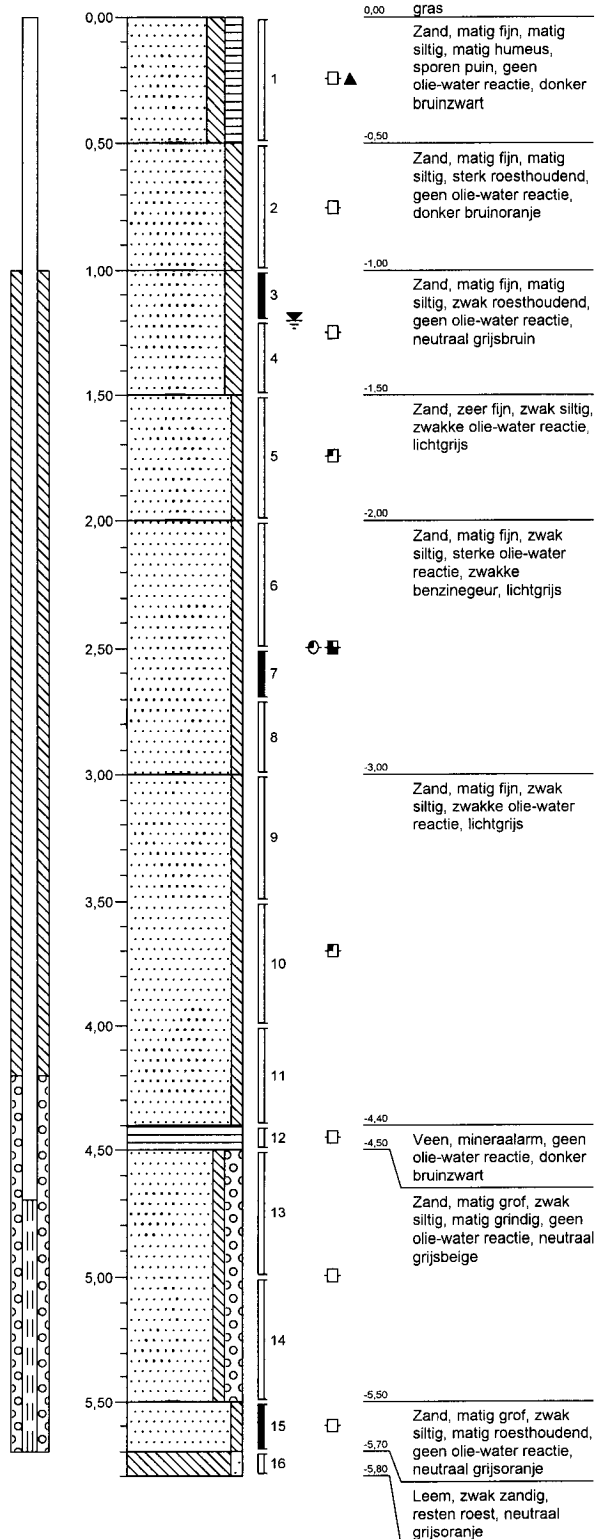 0,00
0,50
1,00
1,50
2,00
2,50
3,00
3,50
4,00
4,50
5,00
5,50
1
2
3
4
5
6
7
8
9
10
11
12
13
14
15
16
0,00
gras
Zand, matig fijn, matig
siltig, matig humeus,
sporen puin, geen
olie-water reactie, donker
bruinzwart
-0,50
Zand, matig fijn, matig
siltig, sterk roesthoudend,
geen olie-water reactie,
donker bruinoranje
-1,00
Zand, matig fijn, matig
siltig, zwak roesthoudend,
geen olie-water reactie,
neutraal grijsbruin
-1,50
Zand, zeer fijn, zwak siltig,
zwakke olie-water reactie,
lichtgrijs
-2,00
Zand, matig fijn, zwak
siltig, sterke olie-water
reactie, zwakke
benzinegeur, lichtgrijs
-3,00
Zand, matig fijn, zwak
siltig, zwakke olie-water
reactie, lichtgrijs
-4,40
Veen, mineraalarm, geen
olie-water reactie, donker
bruinzwart
-4,50
Zand, matig grof, zwak
siltig, matig grindig, geen
olie-water reactie, neutraal
grijsbeige
-5,50
Zand, matig grof, zwak
siltig, matig roesthoudend,
geen olie-water reactie,
neutraal grijsoranje
-5,70
-5,80
Leem, zwak zandig,
resten roest, neutraal
grijsoranje